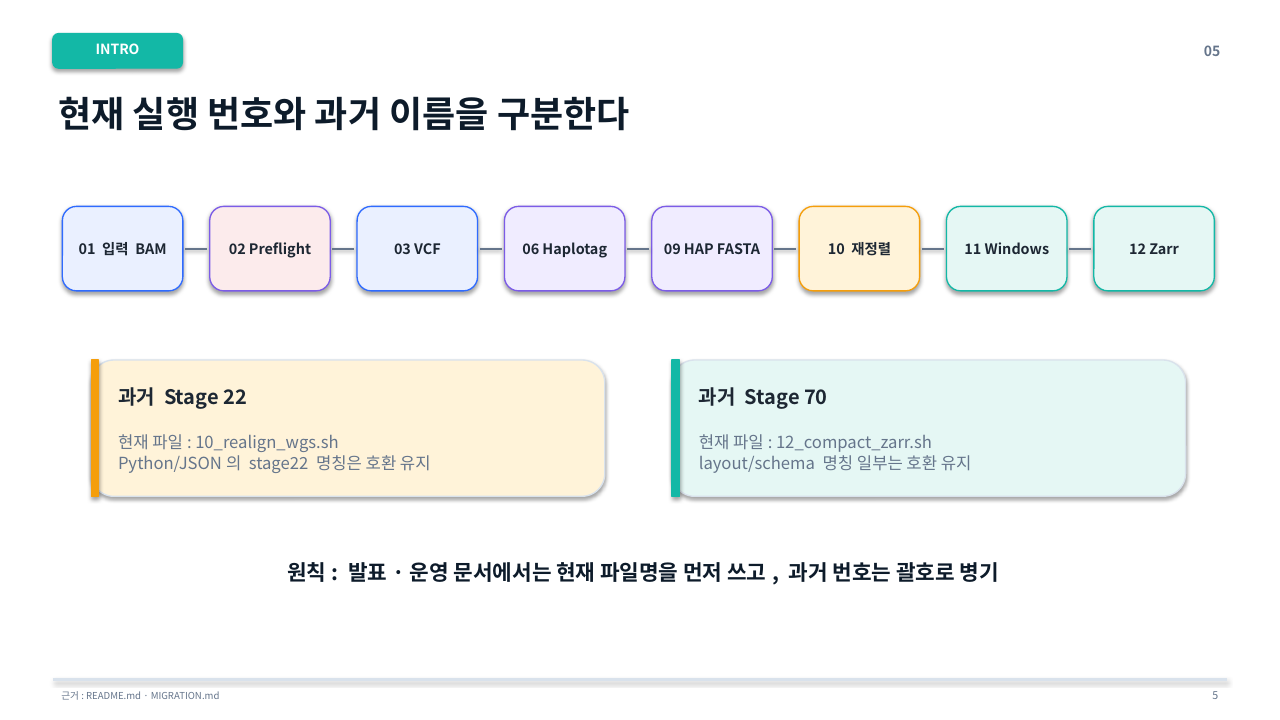 INTRO
05
현재 실행 번호와 과거 이름을 구분한다
01 입력 BAM
02 Preflight
03 VCF
06 Haplotag
09 HAP FASTA
10 재정렬
11 Windows
12 Zarr
과거 Stage 22
현재 파일 : 10_realign_wgs.sh
Python/JSON 의 stage22 명칭은 호환 유지
과거 Stage 70
현재 파일 : 12_compact_zarr.sh
layout/schema 명칭 일부는 호환 유지
원칙 : 발표 · 운영 문서에서는 현재 파일명을 먼저 쓰고 , 과거 번호는 괄호로 병기
근거 : README.md · MIGRATION.md
5